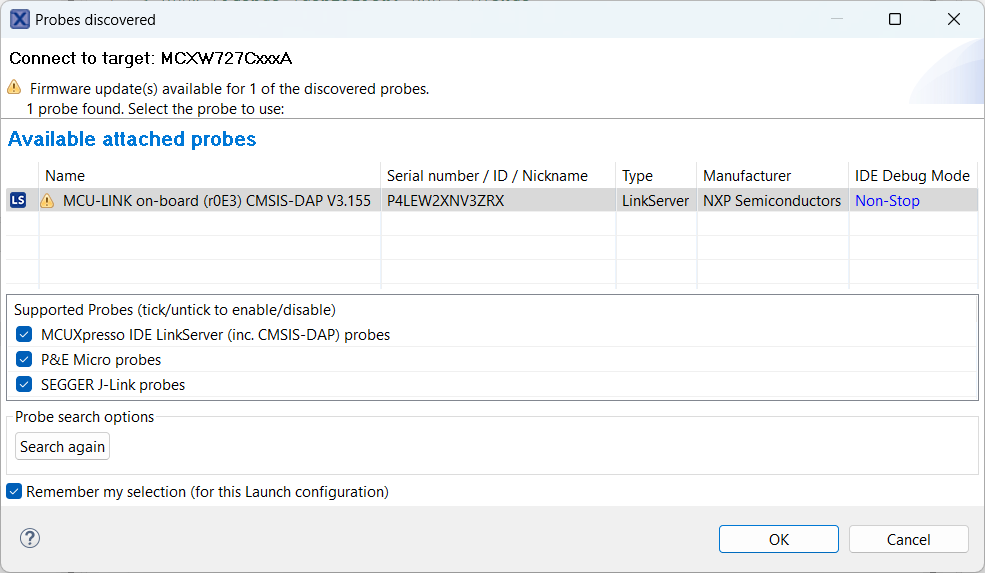 Probes discovered
Connect to target: MCXW727CxxxA
Firmware update(s) available for 1 of the discovered probes.
1 probe found. Select the probe to use:
Available attached probes
Name Serial number / ID / Nickname Type Manufacturer IDE Debug Mode
LS MCU-LINK on-board (r0E3) CMSIS-DAP V3.155 P4LEW2XNV3ZRX LinkServer NXP Semiconductors Non-Stop
Supported Probes (tick/untick to enable/disable)
MCUXpresso IDE LinkServer (inc. CMSIS-DAP) probes
P&E Micro probes
SEGGER J-Link probes
Probe search options
Search again
Remember my selection (for this Launch configuration)
? OK Cancel